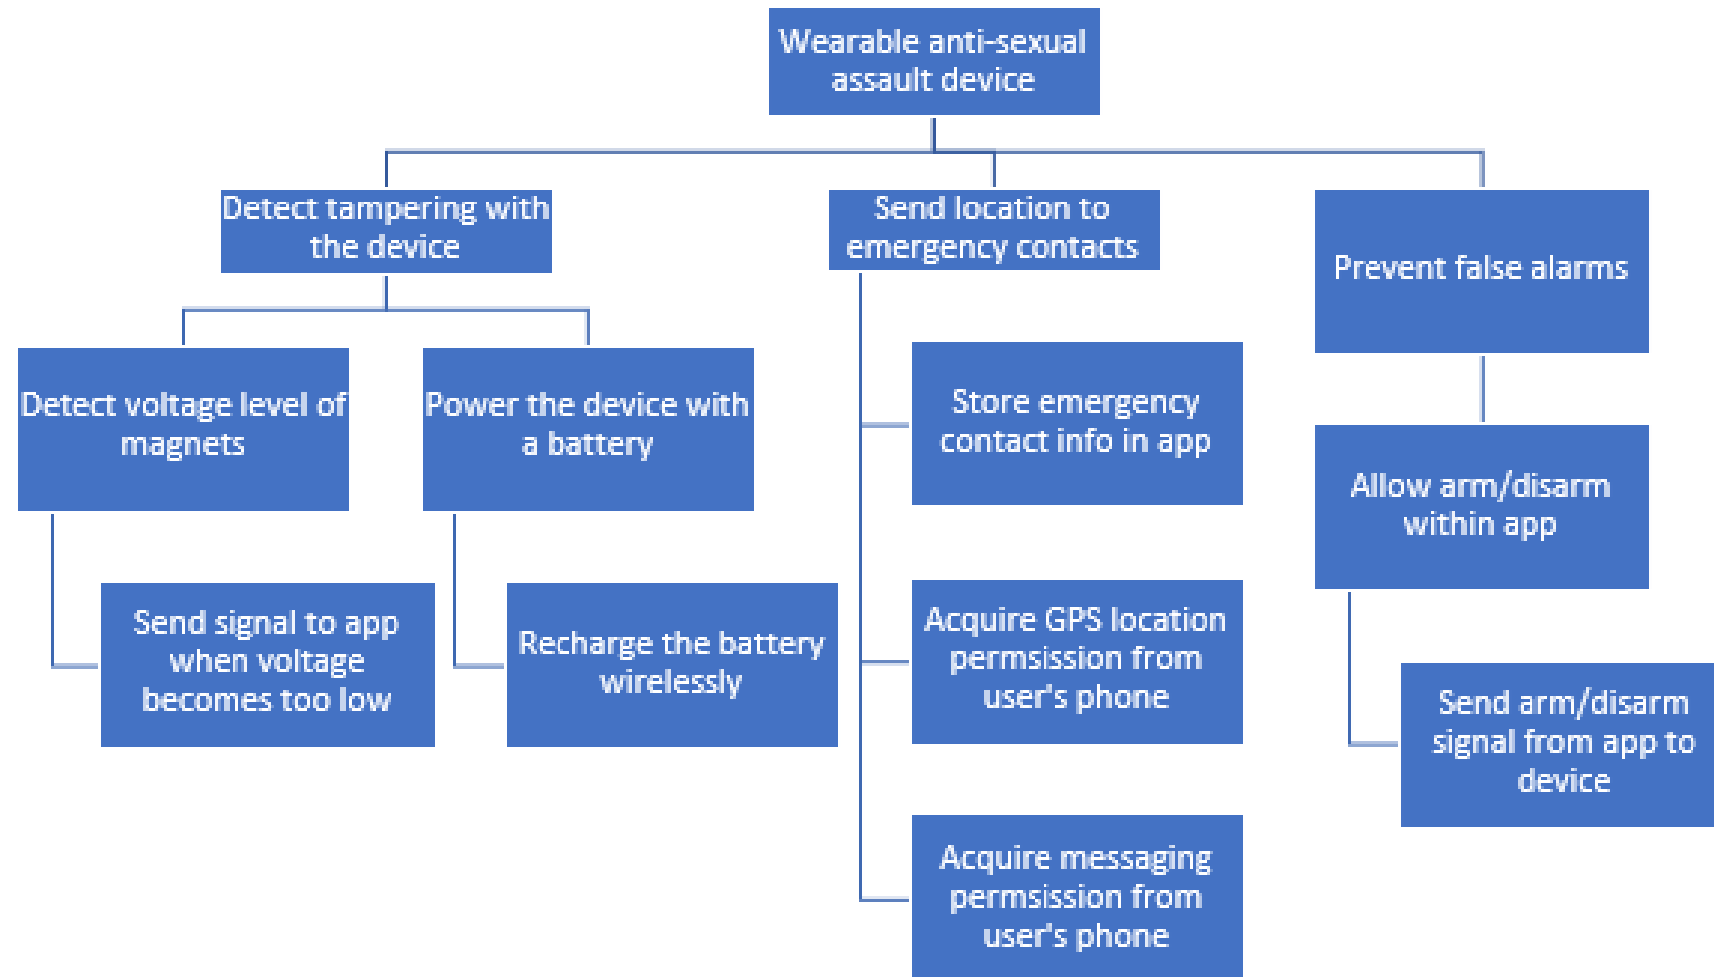 Wearable anti-sexual
assault device
Detect tampering with
the device
Send location to
emergency contacts
Prevent false alarms
Detect voltage level of
magnets
Power the device with
a battery
Store emergency
contact info in app
Allow arm/disarm
within app
Send signal to app
when voltage
becomes too low
Recharge the battery
wirelessly
Acquire GPS location
permsission from
user's phone
Send arm/disarm
signal from app to
device
Acquire messaging
permsission from
user's phone